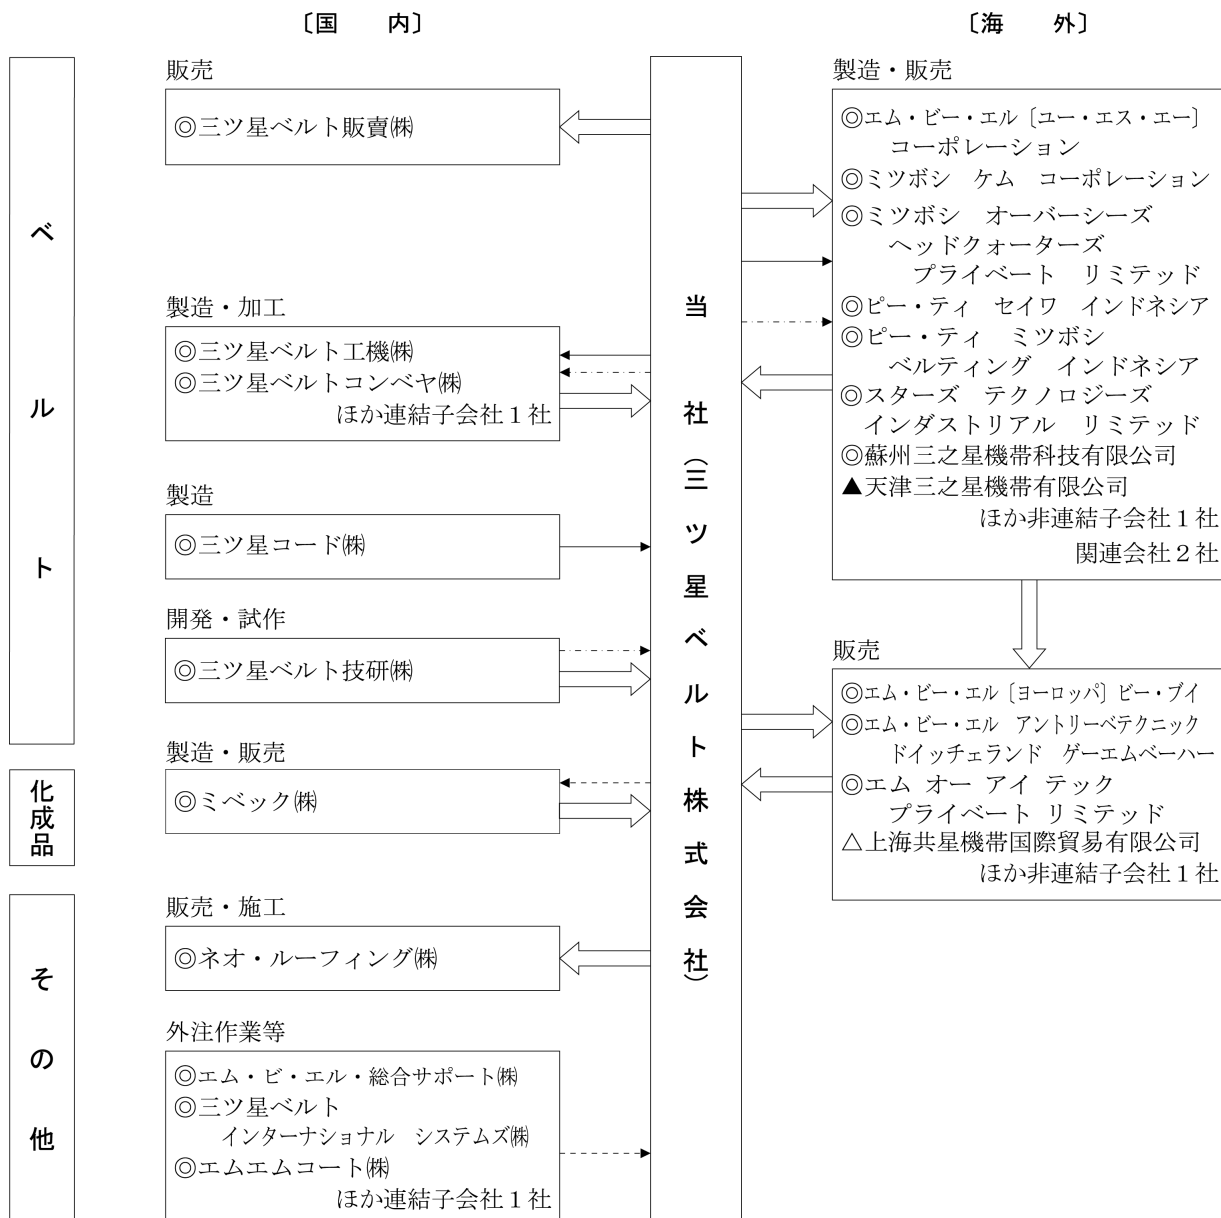 〔国　　内〕
〔海　　外〕
ベルト
化成品
その他
販売
◎三ツ星ベルト販賣㈱
製造・加工
◎三ツ星ベルト工機㈱
◎三ツ星ベルトコンベヤ㈱
ほか連結子会社１社
製造
◎三ツ星コード㈱
開発・試作
◎三ツ星ベルト技研㈱
製造・販売
◎ミベック㈱
販売・施工
◎ネオ・ルーフィング㈱
外注作業等
◎エム・ビ・エル・総合サポート㈱
◎三ツ星ベルト
インターナショナル　システムズ㈱
◎エムエムコート㈱
ほか連結子会社１社
当社（三ツ星ベルト株式会社）
製造・販売
◎エム・ビー・エル〔ユー・エス・エー〕
コーポレーション
◎ミツボシ　ケム　コーポレーション
◎ミツボシ　オーバーシーズ
ヘッドクォーターズ
プライベート　リミテッド
◎ピー・ティ　セイワ　インドネシア
◎ピー・ティ　ミツボシ
ベルティング　インドネシア
◎スターズ　テクノロジーズ
インダストリアル　リミテッド
◎蘇州三之星機帯科技有限公司
▲天津三之星機帯有限公司
ほか非連結子会社１社
関連会社２社
販売
◎エム・ビー・エル〔ヨーロッパ〕ビー・ブイ
◎エム・ビー・エル　アントリーベテクニック
ドイッチェランド　ゲーエムベーハー
◎エム オー アイ テック
プライベート リミテッド
△上海共星機帯国際貿易有限公司
ほか非連結子会社１社